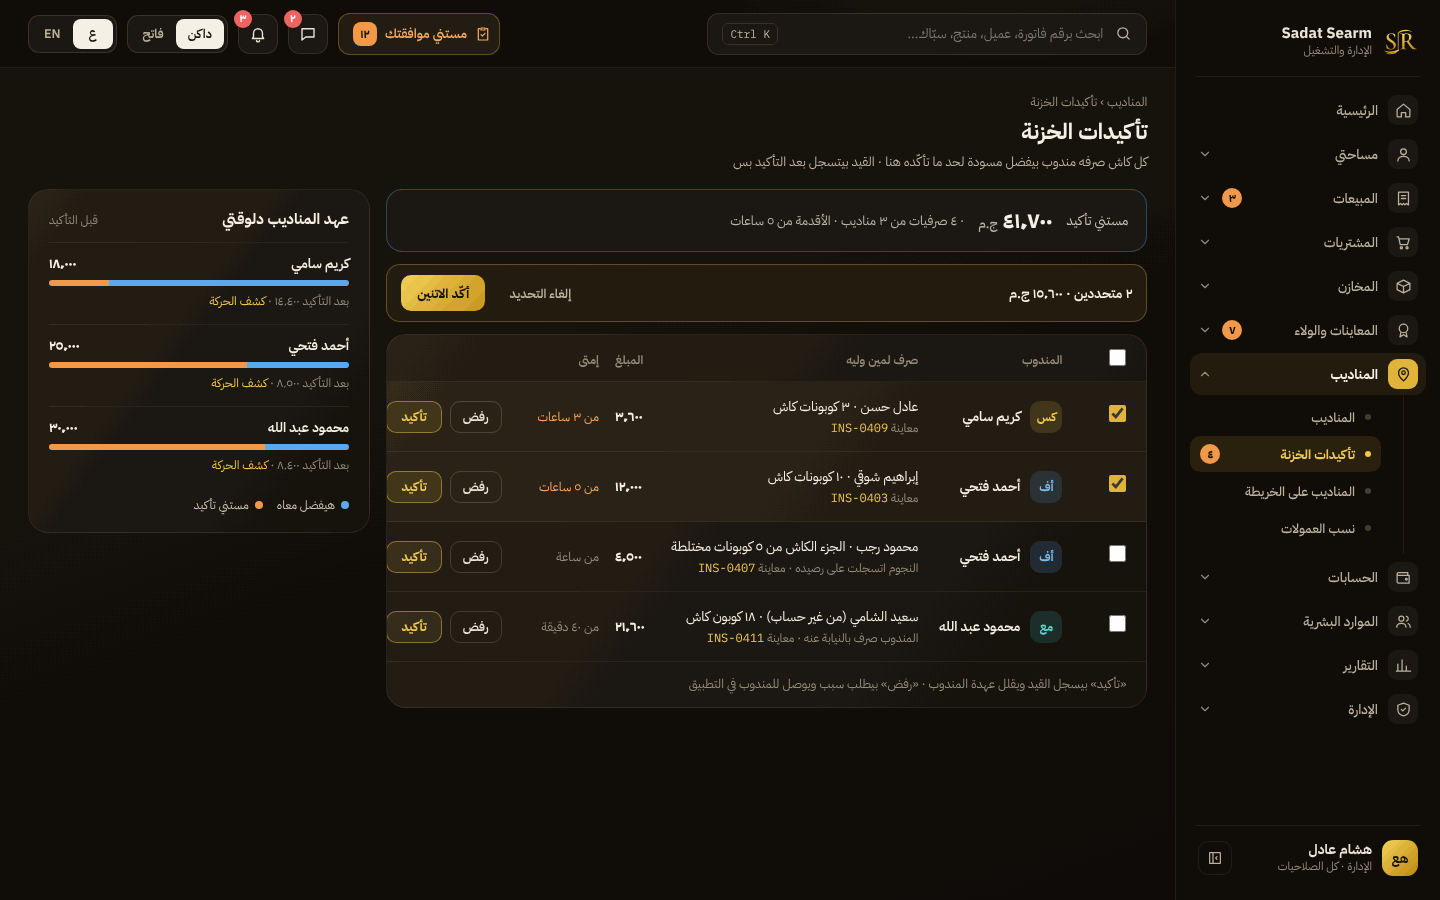 Sadat Searm
الإدارة والتشغيل
الرئيسية
مساحتي
المبيعات ٣
المشتريات
المخازن
المعاينات والولاء ٧
المناديب
المناديب
تأكيدات الخزنة ٤
المناديب على الخريطة
نسب العمولات
الحسابات
الموارد البشرية
التقارير
الإدارة
هع
هشام عادل
الإدارة · كل الصلاحيات
ابحث برقم فاتورة، عميل، منتج، سبّاك... Ctrl K
مستني موافقتك ١٢
٢
٣
داكن فاتح
ع EN
المناديب › تأكيدات الخزنة
تأكيدات الخزنة
كل كاش صرفه مندوب بيفضل مسودة لحد ما تأكّده هنا · القيد بيتسجل بعد التأكيد بس
مستني تأكيد ٤١,٧٠٠ ج.م · ٤ صرفيات من ٣ مناديب · الأقدمة من ٥ ساعات
٢ متحددين · ١٥,٦٠٠ ج.م إلغاء التحديد أكّد الاتنين
المندوب صرف لمين وليه المبلغ إمتى
كس كريم سامي عادل حسن · ٣ كوبونات كاش ٣,٦٠٠ من ٣ ساعات رفض تأكيد
معاينة INS-0409
أف أحمد فتحي إبراهيم شوقي · ١٠ كوبونات كاش ١٢,٠٠٠ من ٥ ساعات رفض تأكيد
معاينة INS-0403
أف أحمد فتحي محمود رجب · الجزء الكاش من ٥ كوبونات مختلطة ٤,٥٠٠ من ساعة رفض تأكيد
النجوم اتسجلت على رصيده · معاينة INS-0407
مع محمود عبد الله سعيد الشامي (من غير حساب) · ١٨ كوبون كاش ٢١,٦٠٠ من ٤٠ دقيقة رفض تأكيد
المندوب صرف بالنيابة عنه · معاينة INS-0411
«تأكيد» بيسجل القيد ويقلل عهدة المندوب · «رفض» بيطلب سبب ويوصل للمندوب في التطبيق
عهد المناديب دلوقتي قبل التأكيد
كريم سامي ١٨,٠٠٠
بعد التأكيد ١٤,٤٠٠ · كشف الحركة
أحمد فتحي ٢٥,٠٠٠
بعد التأكيد ٨,٥٠٠ · كشف الحركة
محمود عبد الله ٣٠,٠٠٠
بعد التأكيد ٨,٤٠٠ · كشف الحركة
هيفضل معاه مستني تأكيد